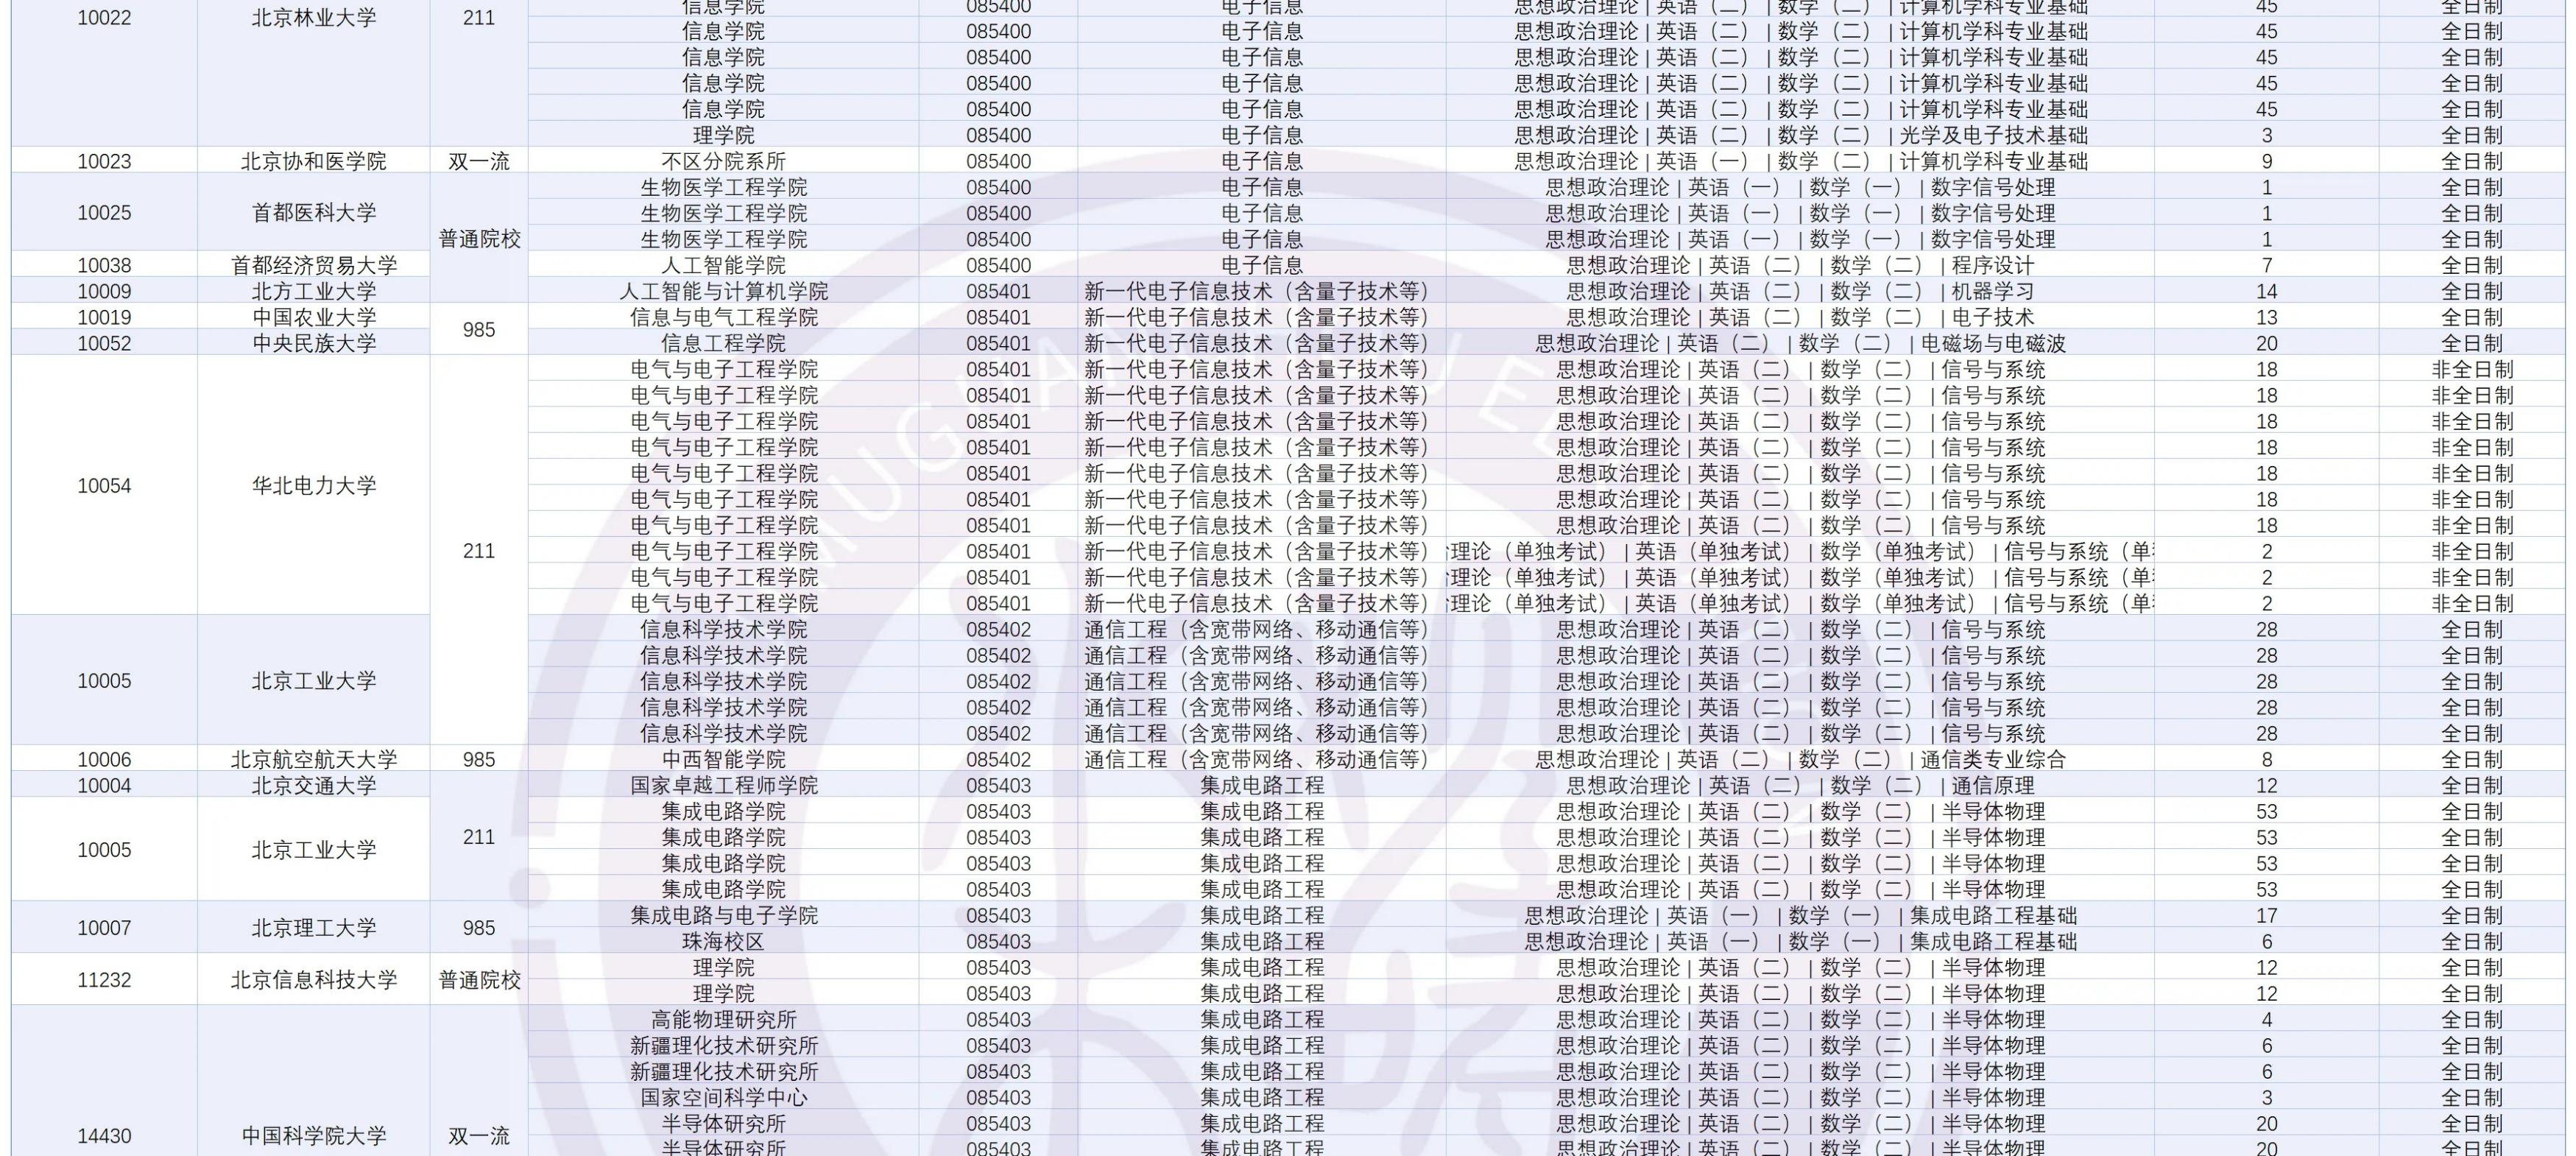 10022 北京林业大学 211 信息学院 085400 电子信息 思想政治理论 | 英语（二） | 数学（二） | 计算机学科专业基础 45 全日制
信息学院 085400 电子信息 思想政治理论 | 英语（二） | 数学（二） | 计算机学科专业基础 45 全日制
信息学院 085400 电子信息 思想政治理论 | 英语（二） | 数学（二） | 计算机学科专业基础 45 全日制
信息学院 085400 电子信息 思想政治理论 | 英语（二） | 数学（二） | 计算机学科专业基础 45 全日制
信息学院 085400 电子信息 思想政治理论 | 英语（二） | 数学（二） | 计算机学科专业基础 45 全日制
理学院 085400 电子信息 思想政治理论 | 英语（二） | 数学（二） | 光学及电子技术基础 3 全日制
10023 北京协和医学院 双一流 不区分院系所 085400 电子信息 思想政治理论 | 英语（一） | 数学（二） | 计算机学科专业基础 9 全日制
生物医学工程学院 085400 电子信息 思想政治理论 | 英语（一） | 数学（一） | 数字信号处理 1 全日制
10025 首都医科大学 普通院校 生物医学工程学院 085400 电子信息 思想政治理论 | 英语（一） | 数学（一） | 数字信号处理 1 全日制
生物医学工程学院 085400 电子信息 思想政治理论 | 英语（一） | 数学（一） | 数字信号处理 1 全日制
10038 首都经济贸易大学 人工智能学院 085400 电子信息 思想政治理论 | 英语（二） | 数学（二） | 程序设计 7 全日制
10009 北方工业大学 人工智能与计算机学院 085401 新一代电子信息技术（含量子技术等） 思想政治理论 | 英语（二） | 数学（二） | 机器学习 14 全日制
10019 中国农业大学 985 信息与电气工程学院 085401 新一代电子信息技术（含量子技术等） 思想政治理论 | 英语（二） | 数学（二） | 电子技术 13 全日制
10052 中央民族大学 信息工程学院 085401 新一代电子信息技术（含量子技术等） 思想政治理论 | 英语（二） | 数学（二） | 电磁场与电磁波 20 全日制
电气与电子工程学院 085401 新一代电子信息技术（含量子技术等） 思想政治理论 | 英语（二） | 数学（二） | 信号与系统 18 非全日制
电气与电子工程学院 085401 新一代电子信息技术（含量子技术等） 思想政治理论 | 英语（二） | 数学（二） | 信号与系统 18 非全日制
电气与电子工程学院 085401 新一代电子信息技术（含量子技术等） 思想政治理论 | 英语（二） | 数学（二） | 信号与系统 18 非全日制
电气与电子工程学院 085401 新一代电子信息技术（含量子技术等） 思想政治理论 | 英语（二） | 数学（二） | 信号与系统 18 非全日制
电气与电子工程学院 085401 新一代电子信息技术（含量子技术等） 思想政治理论 | 英语（二） | 数学（二） | 信号与系统 18 非全日制
10054 华北电力大学 电气与电子工程学院 085401 新一代电子信息技术（含量子技术等） 思想政治理论 | 英语（二） | 数学（二） | 信号与系统 18 非全日制
电气与电子工程学院 085401 新一代电子信息技术（含量子技术等） 思想政治理论 | 英语（二） | 数学（二） | 信号与系统 18 非全日制
211 电气与电子工程学院 085401 新一代电子信息技术（含量子技术等） 理论（单独考试） | 英语（单独考试） | 数学（单独考试） | 信号与系统（单 2 非全日制
电气与电子工程学院 085401 新一代电子信息技术（含量子技术等） 理论（单独考试） | 英语（单独考试） | 数学（单独考试） | 信号与系统（单 2 非全日制
电气与电子工程学院 085401 新一代电子信息技术（含量子技术等） 理论（单独考试） | 英语（单独考试） | 数学（单独考试） | 信号与系统（单 2 非全日制
信息科学技术学院 085402 通信工程（含宽带网络、移动通信等） 思想政治理论 | 英语（二） | 数学（二） | 信号与系统 28 全日制
信息科学技术学院 085402 通信工程（含宽带网络、移动通信等） 思想政治理论 | 英语（二） | 数学（二） | 信号与系统 28 全日制
10005 北京工业大学 信息科学技术学院 085402 通信工程（含宽带网络、移动通信等） 思想政治理论 | 英语（二） | 数学（二） | 信号与系统 28 全日制
信息科学技术学院 085402 通信工程（含宽带网络、移动通信等） 思想政治理论 | 英语（二） | 数学（二） | 信号与系统 28 全日制
信息科学技术学院 085402 通信工程（含宽带网络、移动通信等） 思想政治理论 | 英语（二） | 数学（二） | 信号与系统 28 全日制
10006 北京航空航天大学 985 中西智能学院 085402 通信工程（含宽带网络、移动通信等） 思想政治理论 | 英语（二） | 数学（二） | 通信类专业综合 8 全日制
10004 北京交通大学 国家卓越工程师学院 085403 集成电路工程 思想政治理论 | 英语（二） | 数学（二） | 通信原理 12 全日制
集成电路学院 085403 集成电路工程 思想政治理论 | 英语（二） | 数学（二） | 半导体物理 53 全日制
10005 北京工业大学 211 集成电路学院 085403 集成电路工程 思想政治理论 | 英语（二） | 数学（二） | 半导体物理 53 全日制
集成电路学院 085403 集成电路工程 思想政治理论 | 英语（二） | 数学（二） | 半导体物理 53 全日制
集成电路学院 085403 集成电路工程 思想政治理论 | 英语（二） | 数学（二） | 半导体物理 53 全日制
10007 北京理工大学 985 集成电路与电子学院 085403 集成电路工程 思想政治理论 | 英语（一） | 数学（一） | 集成电路工程基础 17 全日制
珠海校区 085403 集成电路工程 思想政治理论 | 英语（一） | 数学（一） | 集成电路工程基础 6 全日制
11232 北京信息科技大学 普通院校 理学院 085403 集成电路工程 思想政治理论 | 英语（二） | 数学（二） | 半导体物理 12 全日制
理学院 085403 集成电路工程 思想政治理论 | 英语（二） | 数学（二） | 半导体物理 12 全日制
高能物理研究所 085403 集成电路工程 思想政治理论 | 英语（二） | 数学（二） | 半导体物理 4 全日制
新疆理化技术研究所 085403 集成电路工程 思想政治理论 | 英语（二） | 数学（二） | 半导体物理 6 全日制
新疆理化技术研究所 085403 集成电路工程 思想政治理论 | 英语（二） | 数学（二） | 半导体物理 6 全日制
国家空间科学中心 085403 集成电路工程 思想政治理论 | 英语（二） | 数学（二） | 半导体物理 3 全日制
14430 中国科学院大学 双一流 半导体研究所 085403 集成电路工程 思想政治理论 | 英语（二） | 数学（二） | 半导体物理 20 全日制
半导体研究所 085403 集成电路工程 思想政治理论 | 英语（二） | 数学（二） | 半导体物理 20 全日制